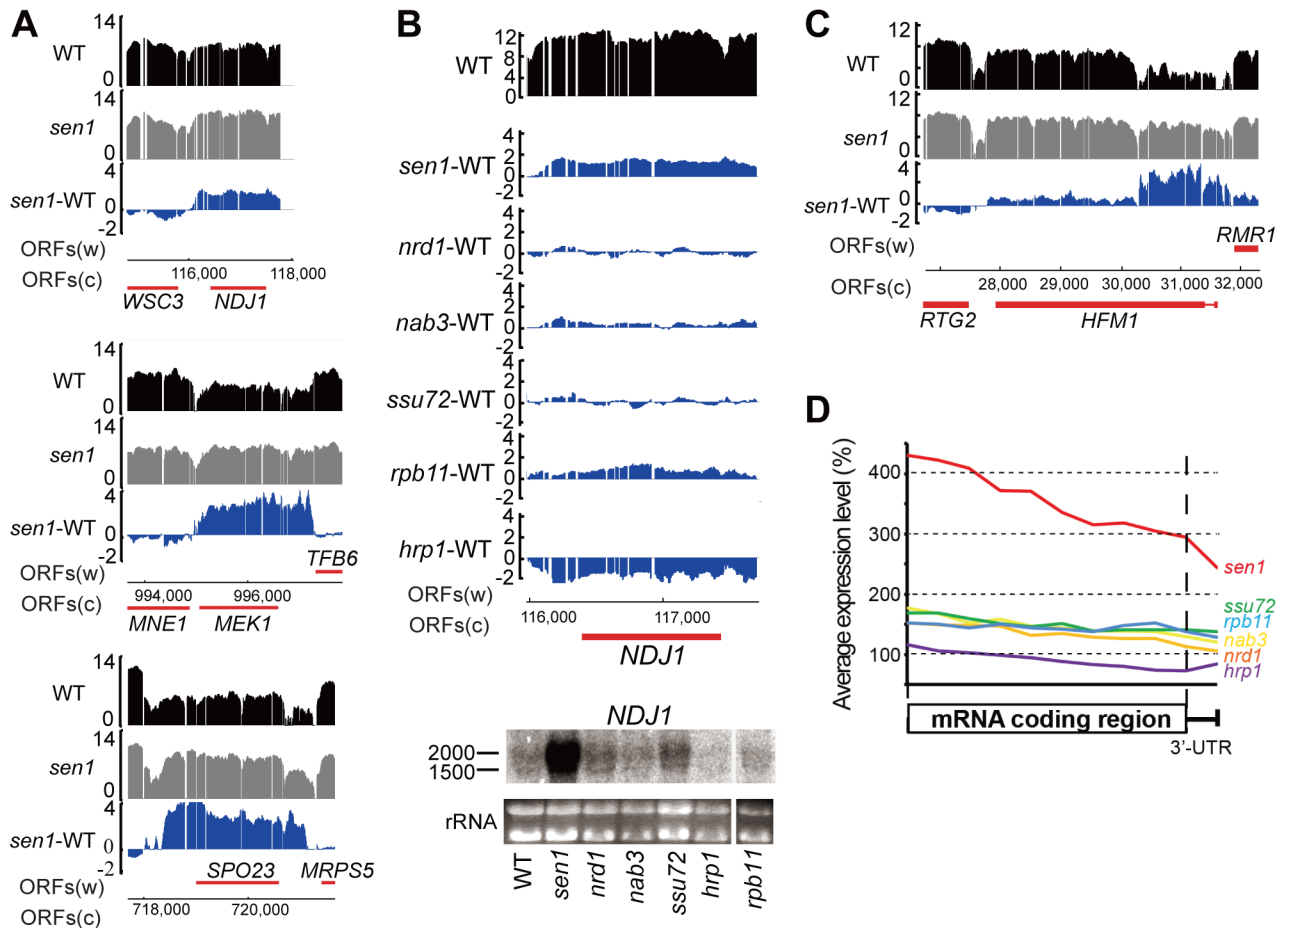 A
14
WT
0
14
sen1
0
4
2
sen1-WT
0
-2
ORFs(w)
116,000
118,000
ORFs(c)
WSC3
NDJ1
14
WT
0
14
sen1
0
4
2
sen1-WT
0
-2
TFB6
ORFs(w)
994,000
996,000
ORFs(c)
MNE1
MEK1
14
WT
0
14
sen1
0
4
2
sen1-WT
0
-2
SPO23
MRPS5
ORFs(w)
718,000
720,000
ORFs(c)
B
12
8
WT
4
0
4
2
sen1-WT
0
-2
4
2
nrd1-WT
0
-2
4
2
nab3-WT
0
-2
4
2
ssu72-WT
0
-2
4
2
rpb11-WT
0
-2
4
2
hrp1-WT
0
-2
ORFs(w)
116,000
117,000
ORFs(c)
NDJ1
NDJ1
2000
1500
rRNA
WT
sen1
nrd1
nab3
ssu72
hrp1
rpb11
C
12
WT
0
12
sen1
0
4
2
sen1-WT
0
-2
RMR1
ORFs(w)
ORFs(c)
28,000
29,000
30,000
31,000
32,000
RTG2
HFM1
D
Average expression level (%)
400
300
200
100
sen1
ssu72
rpb11
nab3
nrd1
hrp1
mRNA coding region
3'-UTR